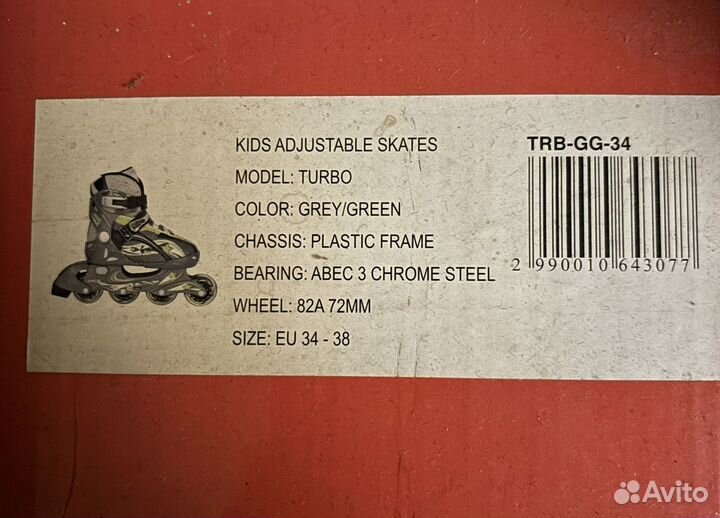 KIDS ADJUSTABLE SKATES
MODEL: TURBO
COLOR: GREY/GREEN
CHASSIS: PLASTIC FRAME
BEARING: ABEC 3 CHROME STEEL
WHEEL: 82A 72MM
SIZE: EU 34 - 38
TRB-GG-34
2 990010 643077
Avito